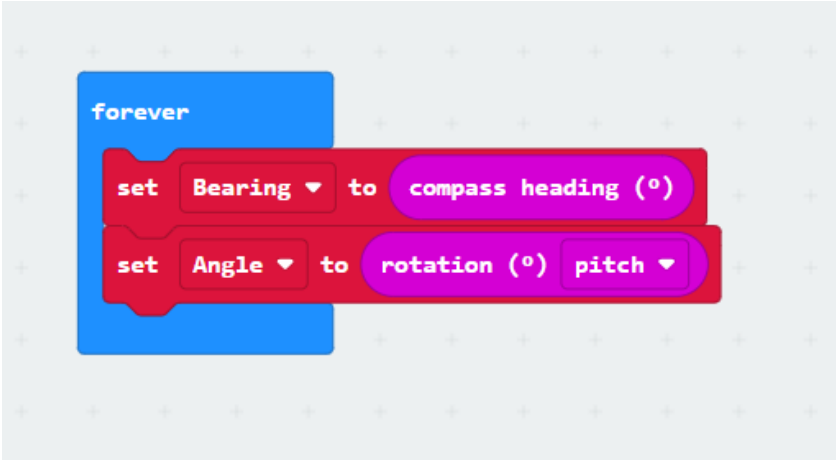 forever
set Bearing to compass heading (º)
set Angle to rotation (º) pitch